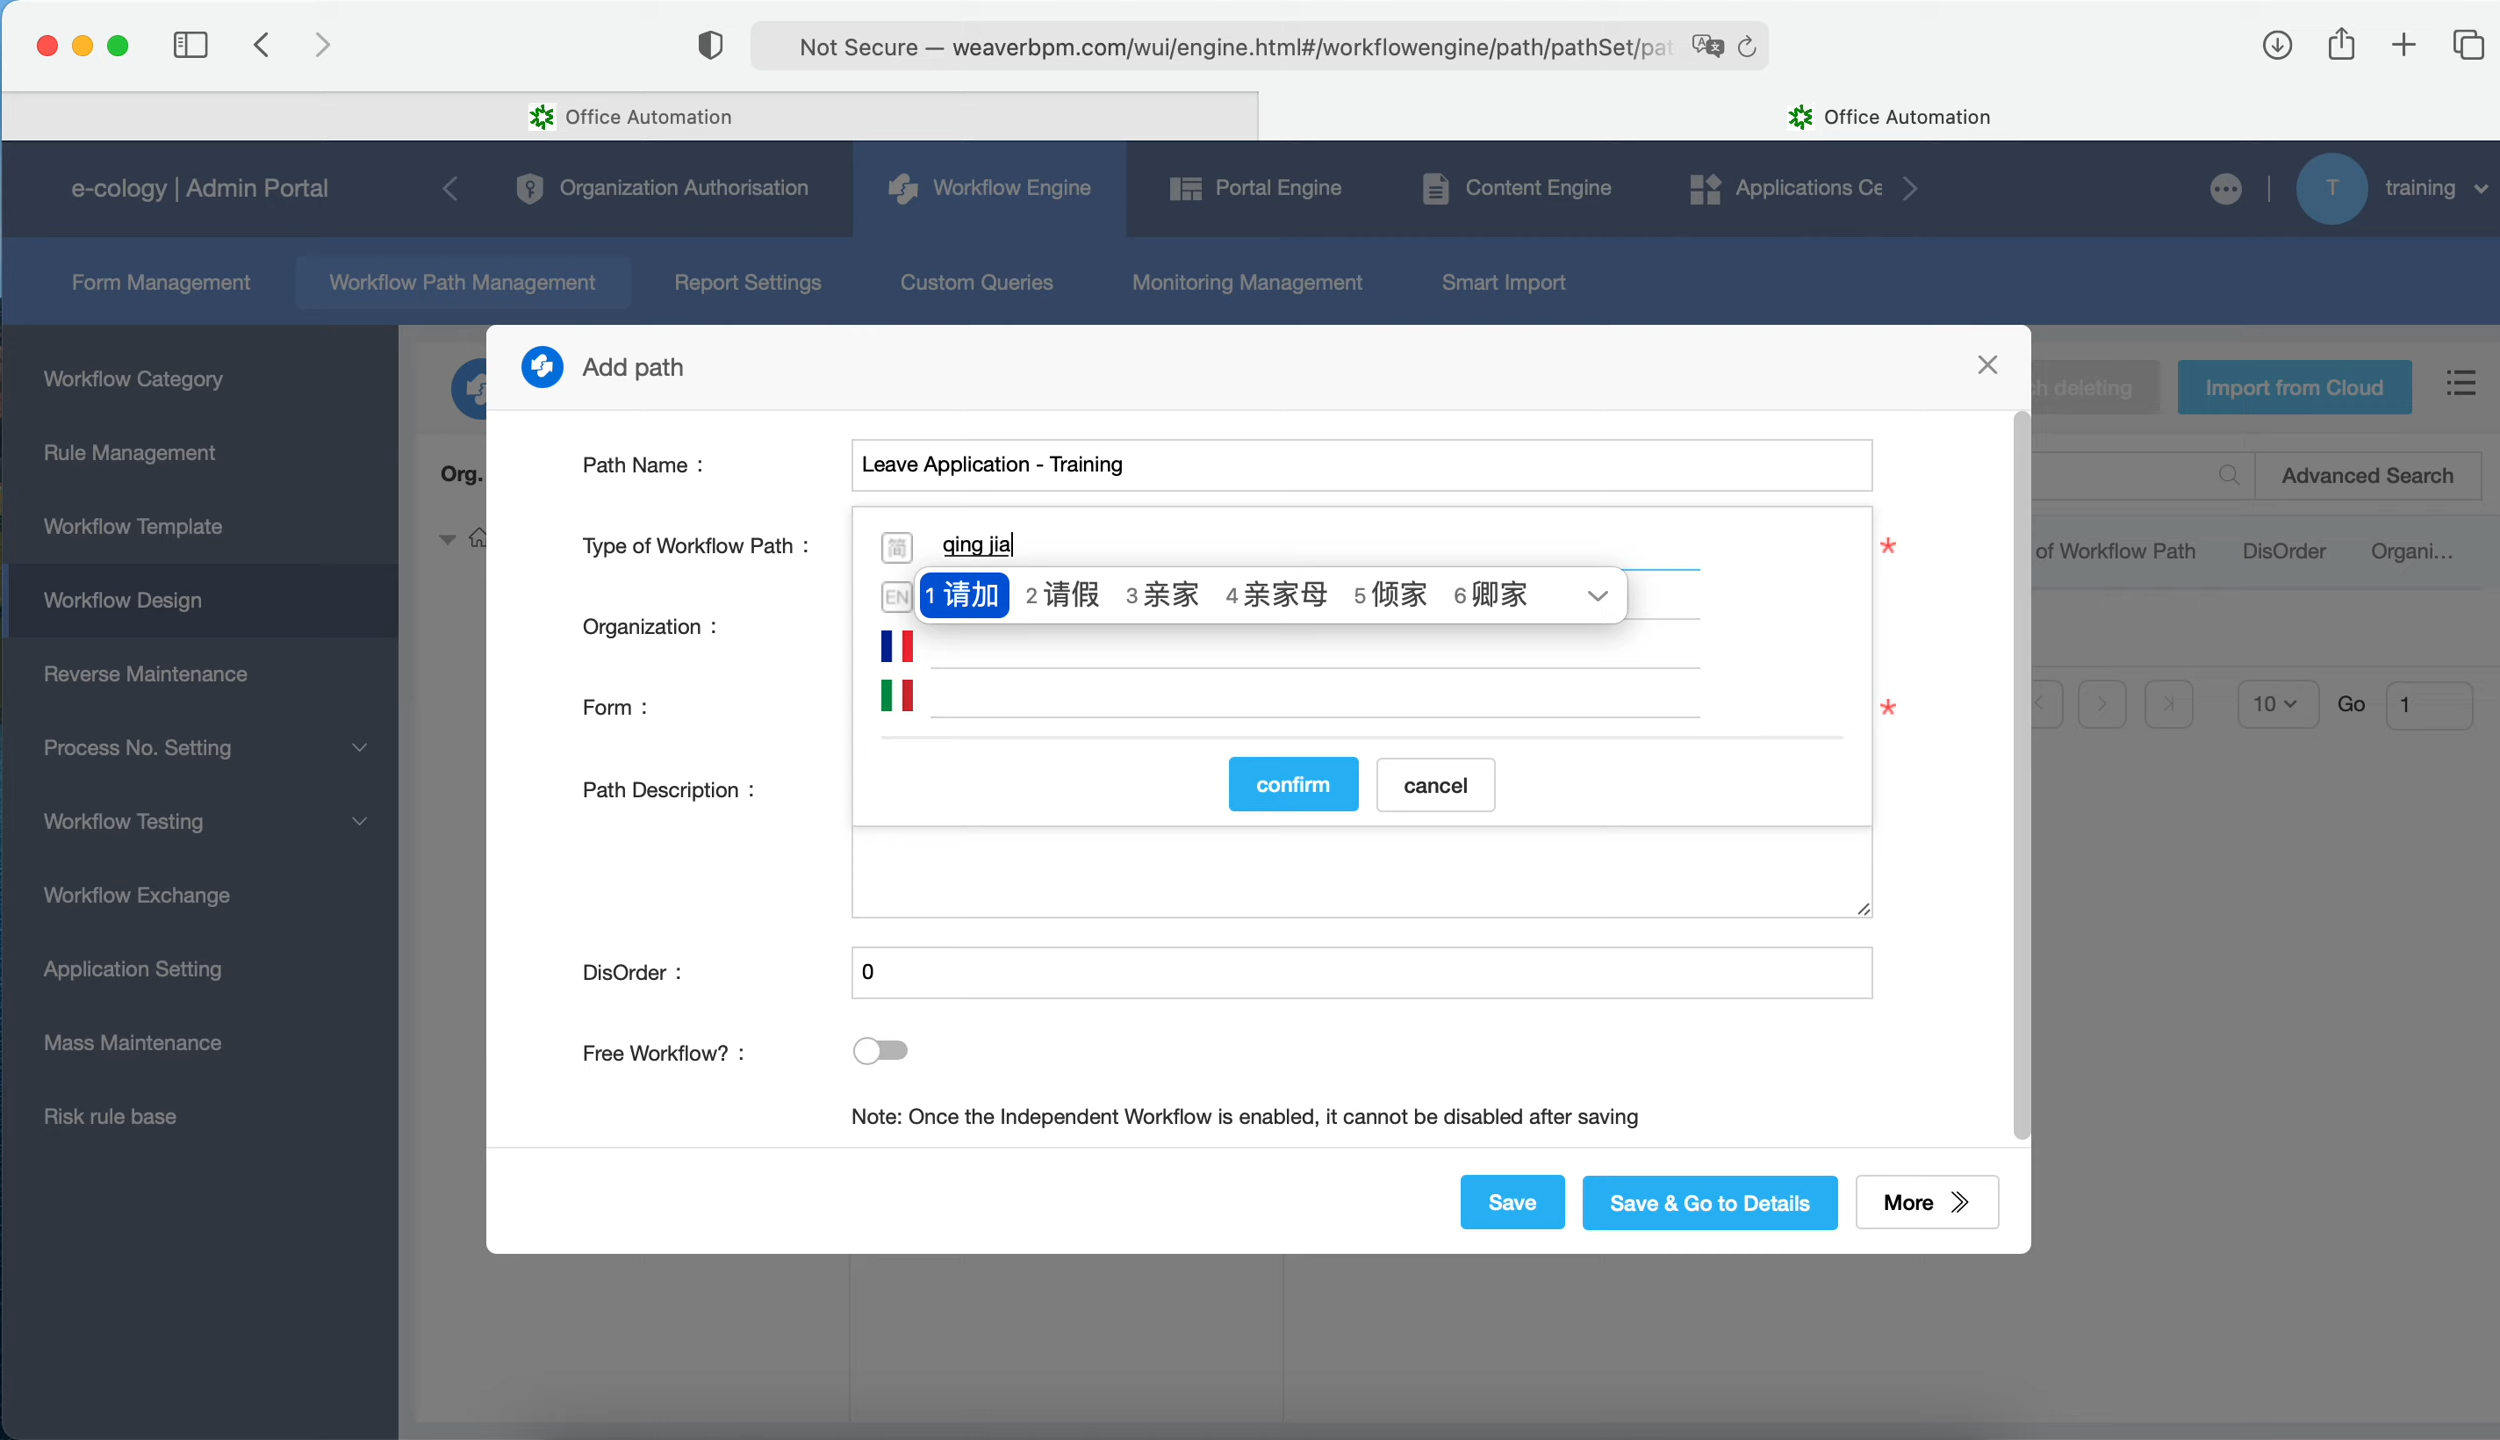 Not Secure — weaverbpm.com/wui/engine.html#/workflowengine/path/pathSet/pat
Office Automation
Office Automation
e-cology | Admin Portal
Organization Authorisation
Workflow Engine
Portal Engine
Content Engine
Applications Ce
T
training
Form Management
Workflow Path Management
Report Settings
Custom Queries
Monitoring Management
Smart Import
Workflow Category
Rule Management
Workflow Template
Workflow Design
Reverse Maintenance
Process No. Setting
Workflow Testing
Workflow Exchange
Application Setting
Mass Maintenance
Risk rule base
Org.
Add path
Path Name :
Leave Application - Training
Type of Workflow Path :
简
qing jia
*
EN
1 请加 2 请假 3 亲家 4 亲家母 5 倾家 6 卿家
Organization :
Form :
*
confirm
cancel
Path Description :
DisOrder :
0
Free Workflow? :
Note: Once the Independent Workflow is enabled, it cannot be disabled after saving
Save
Save & Go to Details
More
deleting
Import from Cloud
Advanced Search
of Workflow Path
DisOrder
Organi...
10
Go
1